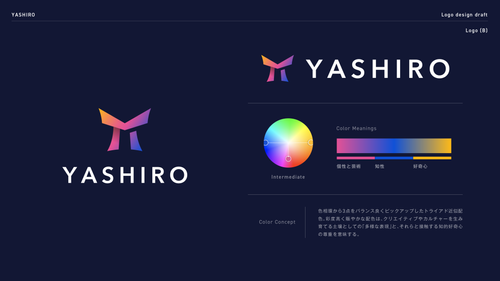 YASHIRO
Logo design draft
Logo (B)
YASHIRO
YASHIRO
Color Meanings
個性と芸術 知性 好奇心
Intermediate
Color Concept
色相環から3点をバランス良くピックアップしたトライアド近似配
色。彩度高く鮮やかな配色は、クリエイティブやカルチャーを生み
育てる土壌としての「多様な表現」と、それらと接触する知的好奇心
の尊重を意味する。